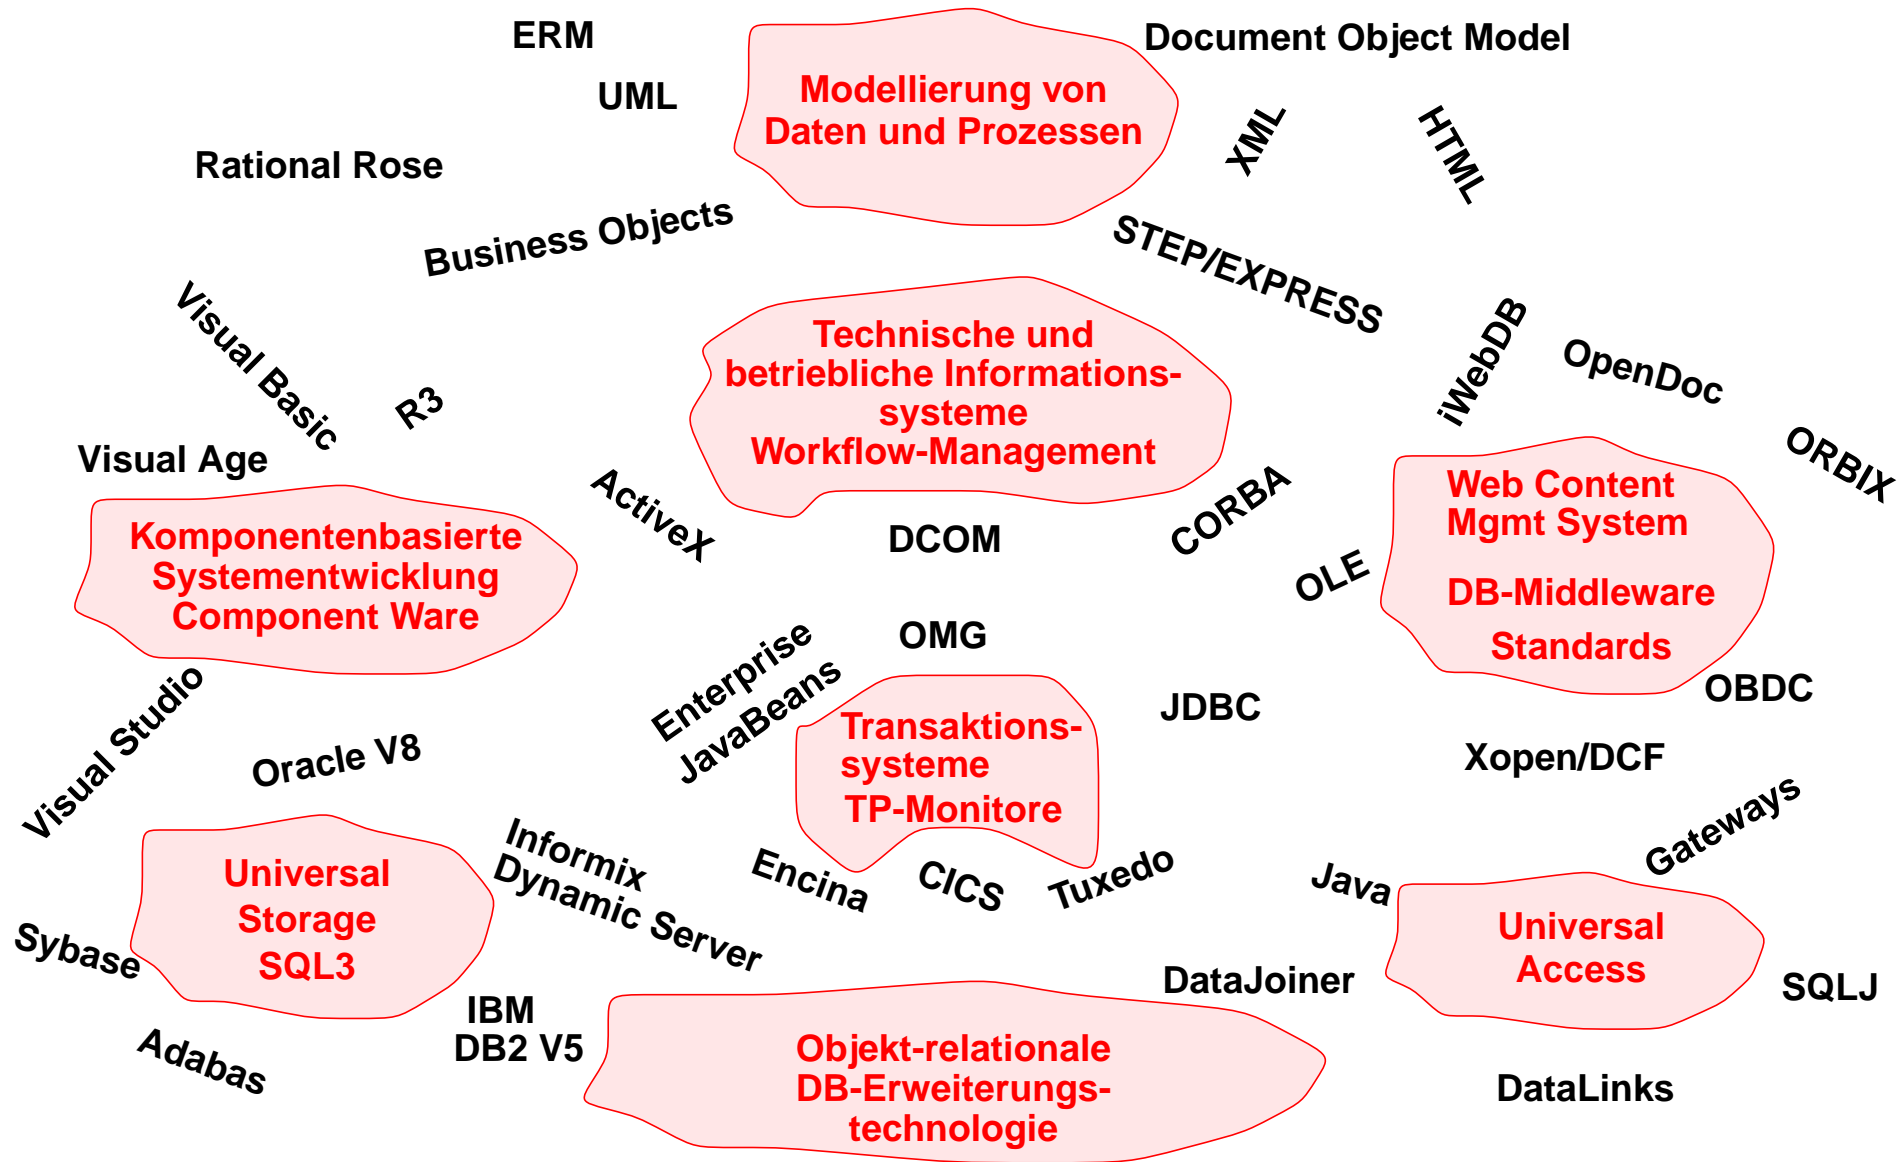 ERM
Document Object Model
Modellierung von
Daten und Prozessen
UML
XML
HTML
Rational Rose
Business Objects
STEP/EXPRESS
Visual Basic
R3
Technische und
betriebliche Informations-
systeme
Workflow-Management
iWebDB
OpenDoc
ORBIX
Visual Age
Komponentenbasierte
Systementwicklung
Component Ware
ActiveX
DCOM
CORBA
OLE
Web Content
Mgmt System
DB-Middleware
Standards
OMG
Enterprise
JavaBeans
JDBC
OBDC
Visual Studio
Oracle V8
Transaktions-
systeme
TP-Monitore
Xopen/DCF
Gateways
Universal
Storage
SQL3
Informix
Dynamic Server
Encina
CICS
Tuxedo
Java
Universal
Access
Sybase
IBM
DB2 V5
DataJoiner
SQLJ
Adabas
Objekt-relationale
DB-Erweiterungs-
technologie
DataLinks